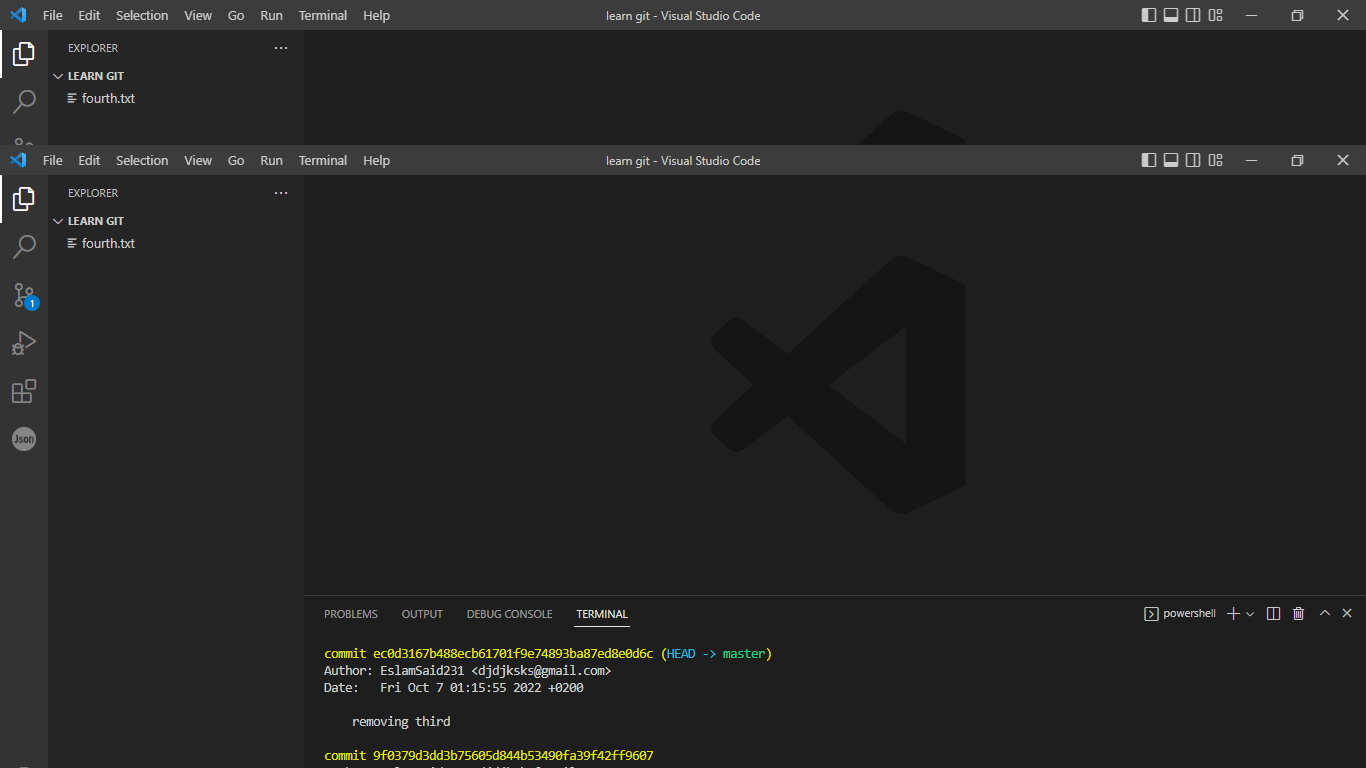 File Edit Selection View Go Run Terminal Help learn git - Visual Studio Code
EXPLORER
LEARN GIT
fourth.txt
File Edit Selection View Go Run Terminal Help learn git - Visual Studio Code
EXPLORER
LEARN GIT
fourth.txt
1
Json
PROBLEMS OUTPUT DEBUG CONSOLE TERMINAL powershell
commit ec0d3167b488ecb61701f9e74893ba87ed8e0d6c (HEAD -> master)
Author: EslamSaid231 <djdjksks@gmail.com>
Date: Fri Oct 7 01:15:55 2022 +0200
removing third
commit 9f0379d3dd3b75605d844b53490fa39f42ff9607